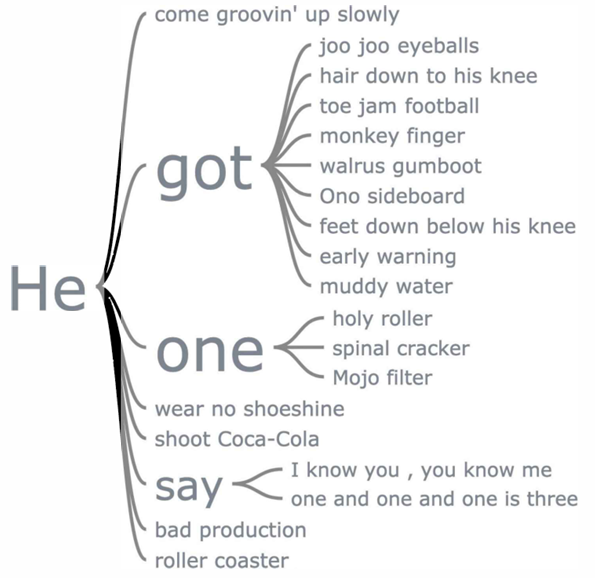 He
come groovin' up slowly
got
joo joo eyeballs
hair down to his knee
toe jam football
monkey finger
walrus gumboot
Ono sideboard
feet down below his knee
early warning
muddy water
one
holy roller
spinal cracker
Mojo filter
wear no shoeshine
shoot Coca-Cola
say
I know you , you know me
one and one and one is three
bad production
roller coaster